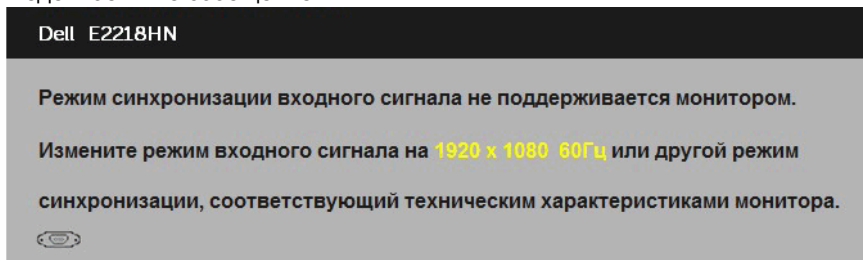 Dell E2218HN
Режим синхронизации входного сигнала не поддерживается монитором.
Измените режим входного сигнала на 1920 x 1080 60Гц или другой режим
синхронизации, соответствующий техническим характеристиками монитора.